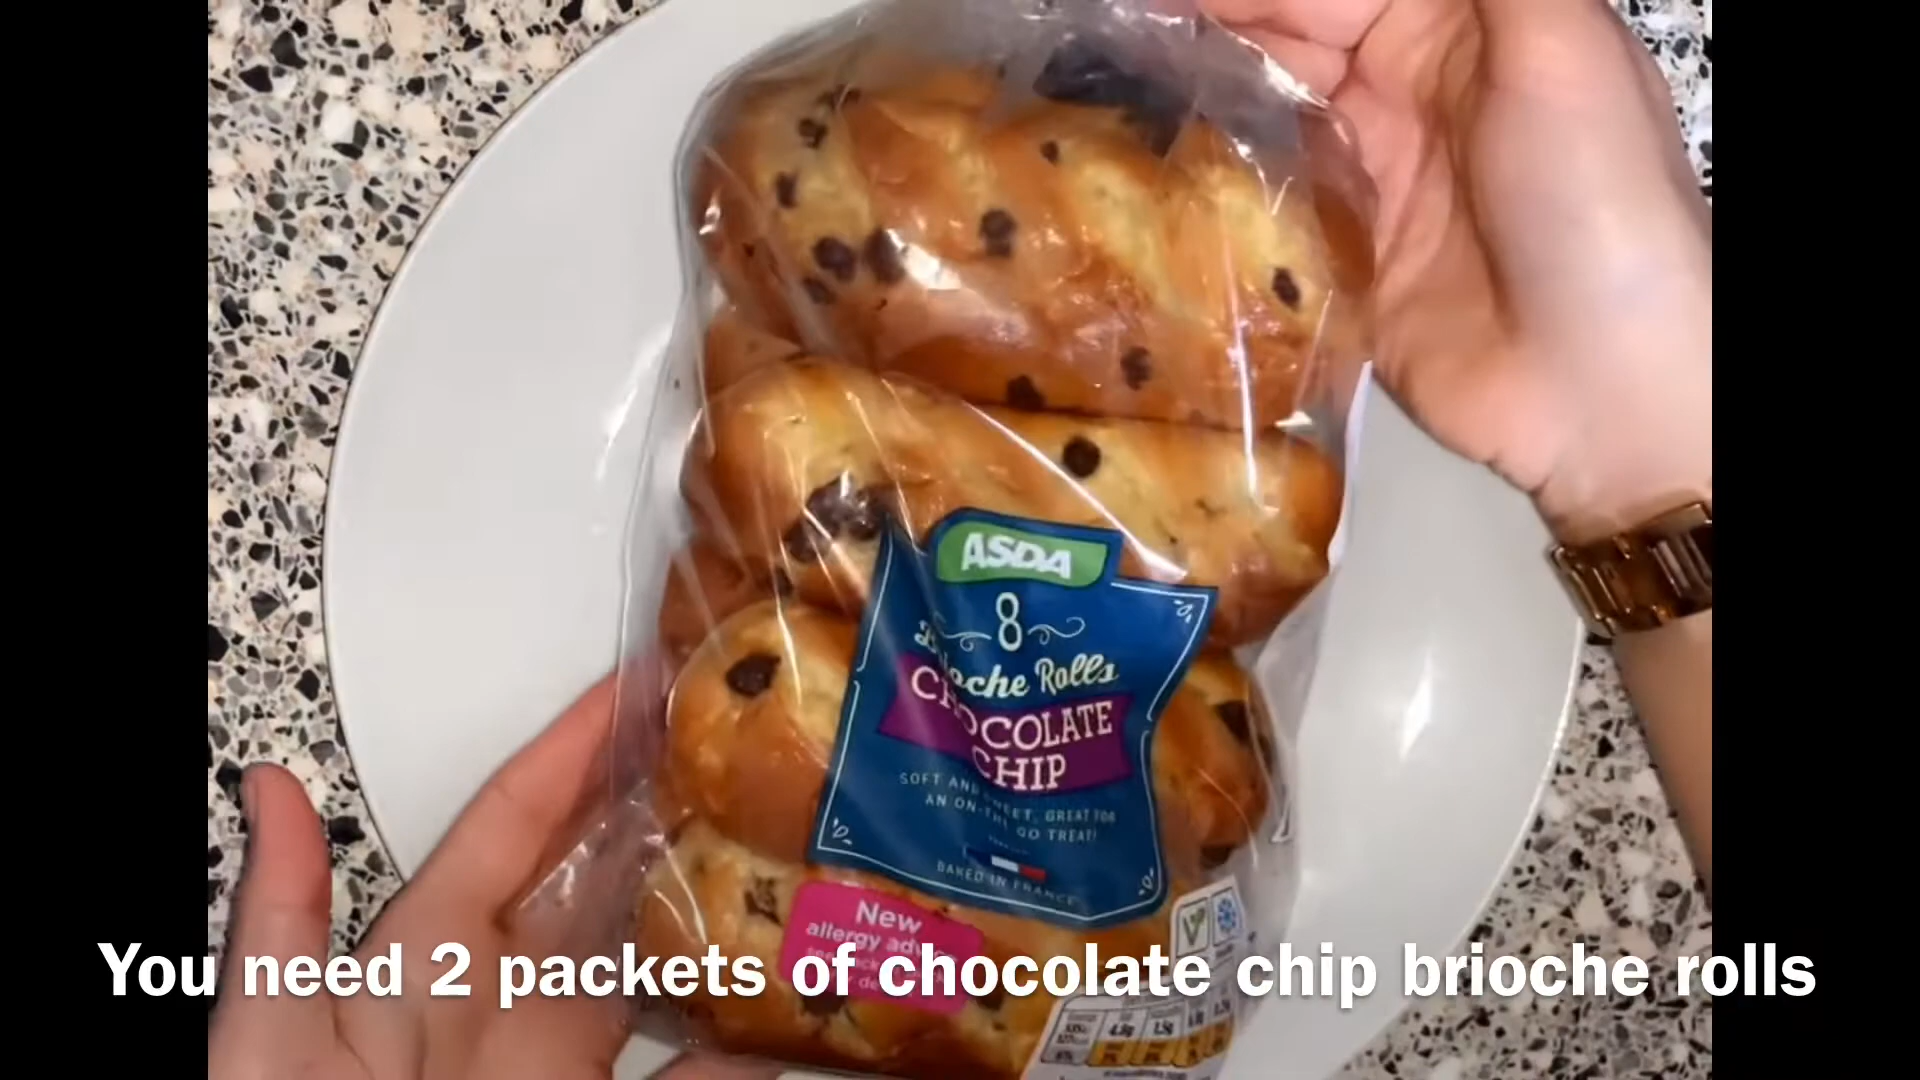 ASDA
8
Brioche Rolls
CHOCOLATE
CHIP
SOFT AND SWEET, GREAT FOR
AN ON-THE GO TREAT!
BAKED IN FRANCE
New
allergy
You need 2 packets of chocolate chip brioche rolls